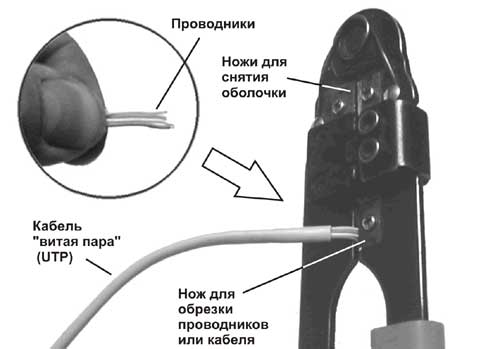 Проводники
Ножи для
снятия
оболочки
Кабель
"витая пара"
(UTP)
Нож для
обрезки
проводников
или кабеля